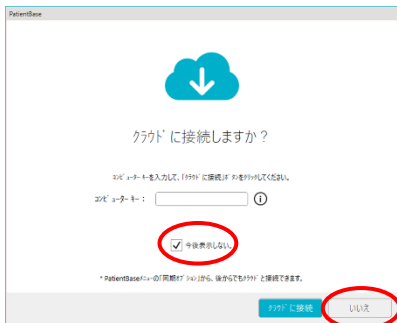 PatientBase
クラウドに接続しますか？
コンピューターキーを入力して、「クラウドに接続」ボタンをクリックしてください。
コンピューターキー：
今後表示しない。
* PatientBaseメニューの「同期オプション」から、後からでもクラウドと接続できます。
クラウドに接続 いいえ